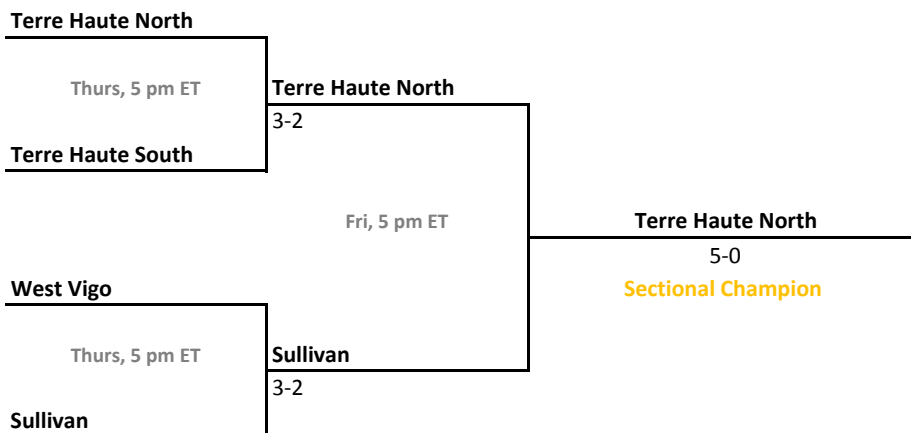 Terre Haute North
Thurs, 5 pm ET
Terre Haute North
3-2
Terre Haute South
Fri, 5 pm ET
Terre Haute North
5-0
Sectional Champion
West Vigo
Thurs, 5 pm ET
Sullivan
3-2
Sullivan